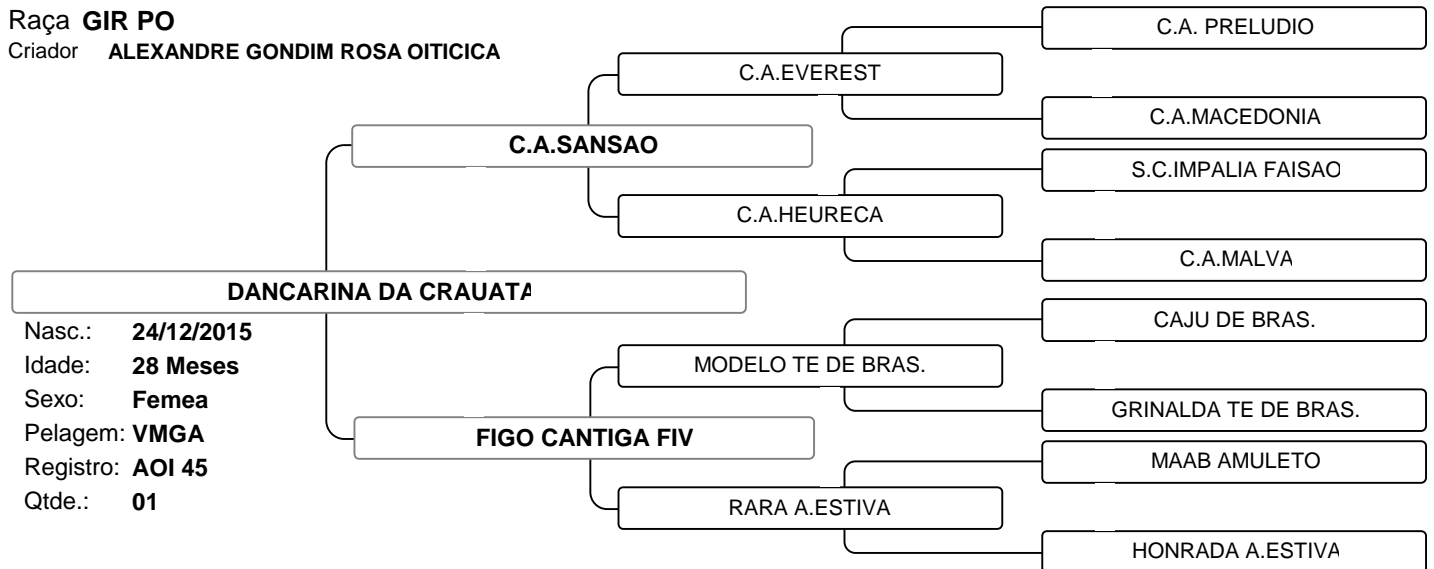 Raça GIR PO
Criador ALEXANDRE GONDIM ROSA OITICICA
C.A. PRELUDIO
C.A.EVEREST
C.A.MACEDONIA
C.A.SANSAO
S.C.IMPALIA FAISAO
C.A.HEURECA
C.A.MALVA
DANCARINA DA CRAUATA
Nasc.: 24/12/2015
Idade: 28 Meses
Sexo: Femea
Pelagem: VMGA
Registro: AOI 45
Qtde.: 01
CAJU DE BRAS.
MODELO TE DE BRAS.
GRINALDA TE DE BRAS.
FIGO CANTIGA FIV
MAAB AMULETO
RARA A.ESTIVA
HONRADA A.ESTIVA